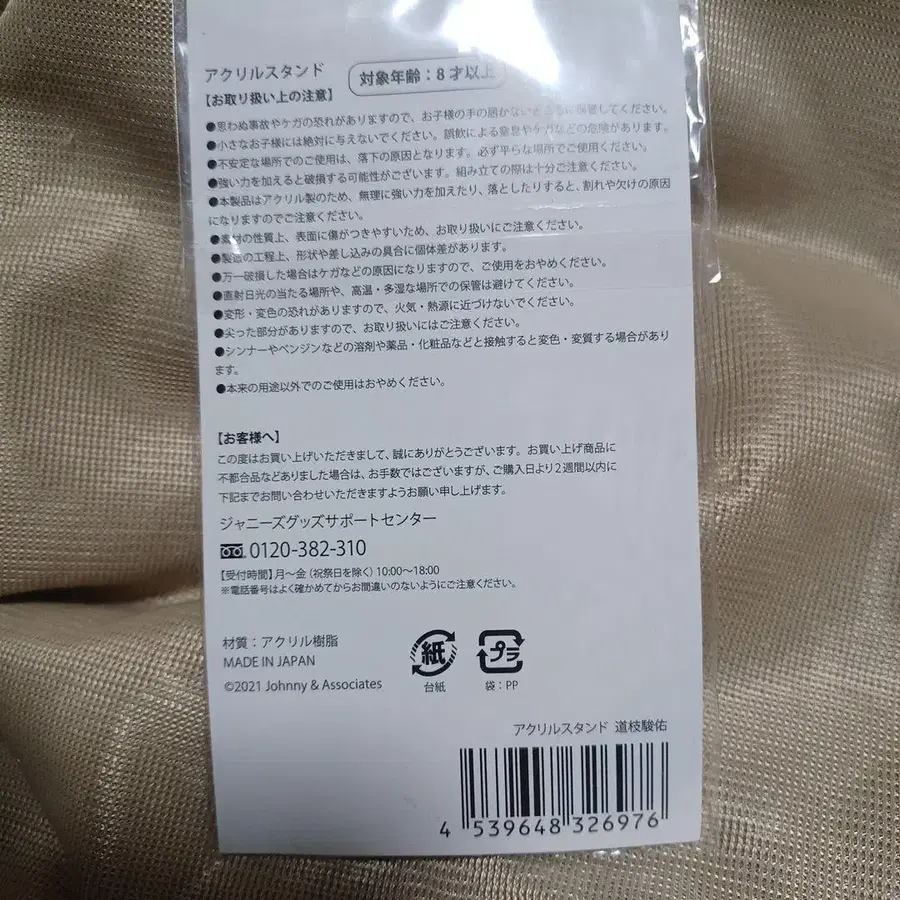 アクリルスタンド
対象年齢：8才以上
【お取り扱い上の注意】
●思わぬ事故やケガの恐れがありますので、お子様の手の届かないところに保管してください。
●小さなお子様には絶対に与えないでください。誤飲による窒息やケガなどの危険があります。
●不安定な場所でのご使用は、落下の原因となります。必ず平らな場所でご使用ください。
●強い力を加えると破損する可能性がございます。組み立ての際は十分ご注意ください。
●本製品はアクリル製のため、無理に強い力を加えたり、落としたりすると、割れや欠けの原因
になりますのでご注意ください。
●素材の性質上、表面に傷がつきやすいため、お取り扱いにご注意ください。
●製造の工程上、形状や差し込みの具合に個体差があります。
●万一破損した場合はケガなどの原因になりますので、ご使用をおやめください。
●直射日光の当たる場所や、高温・多湿な場所での保管は避けてください。
●変形・変色の恐れがありますので、火気・熱源に近づけないでください。
●尖った部分がありますので、お取り扱いにはご注意ください。
●シンナーやベンジンなどの溶剤や薬品・化粧品などと接触すると変色・変質する場合があり
ます。
●本来の用途以外でのご使用はおやめください。
【お客様へ】
この度はお買い上げいただきまして、誠にありがとうございます。お買い上げ商品に
不都合品などありました場合は、お手数ではございますが、ご購入日より2週間以内に
下記までお問い合わせいただきますようお願い申し上げます。
ジャニーズグッズサポートセンター
0120-382-310
【受付時間】月〜金（祝祭日を除く）10:00〜18:00
※電話番号はよく確かめてからお間違いのないようにご注意ください。
材質：アクリル樹脂
MADE IN JAPAN
©2021 Johnny & Associates
紙
台紙
プラ
袋：PP
アクリルスタンド 道枝駿佑
4 539648 326976